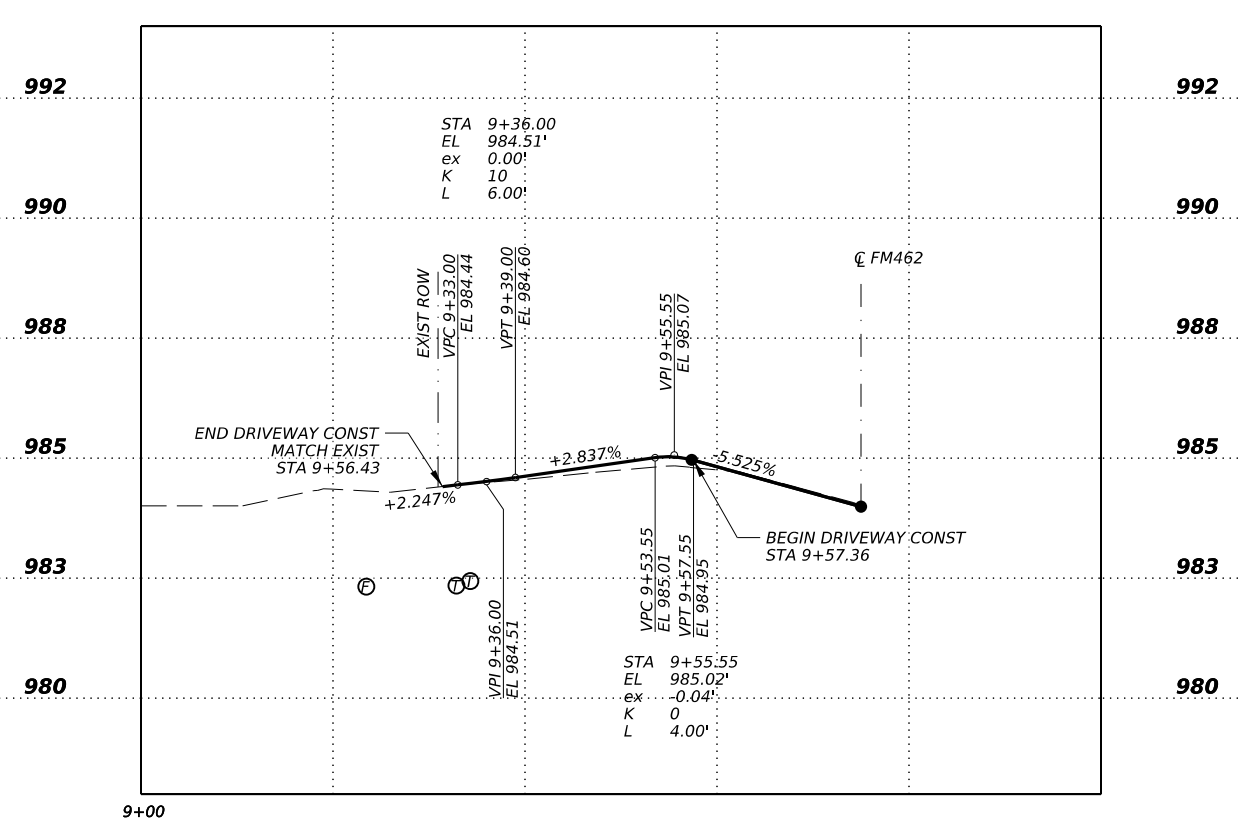 992
992
STA 9+36.00
EL 984.51'
ex 0.00'
K 10
L 6.00'
990
990
℄ FM462
EXIST ROW
VPC 9+33.00
EL 984.44
VPT 9+39.00
EL 984.60
VPI 9+55.55
EL 985.07
988
988
END DRIVEWAY CONST
MATCH EXIST
STA 9+56.43
985
985
+2.247%
+2.837%
-5.525%
BEGIN DRIVEWAY CONST
STA 9+57.36
983
983
F
T
T
VPI 9+36.00
EL 984.51
VPC 9+53.55
EL 985.01
VPT 9+57.55
EL 984.95
STA 9+55.55
EL 985.02'
ex -0.04'
K 0
L 4.00'
980
980
9+00